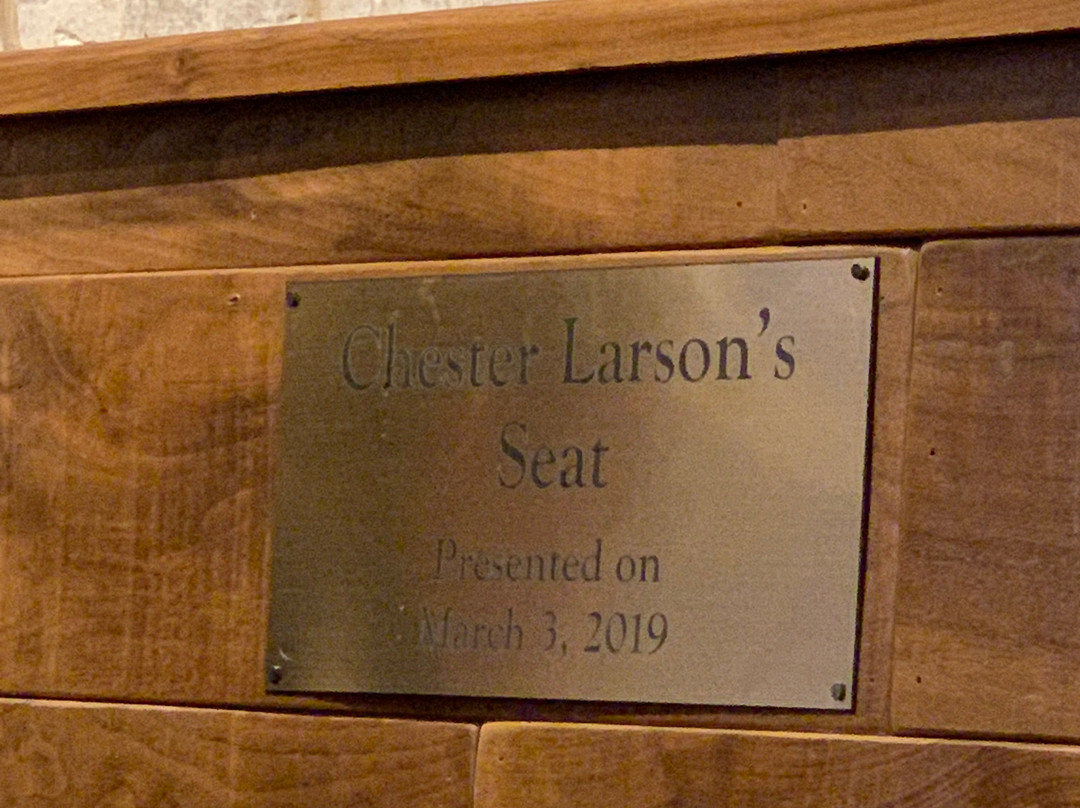 Chester Larson's
Seat
Presented on
March 3, 2019